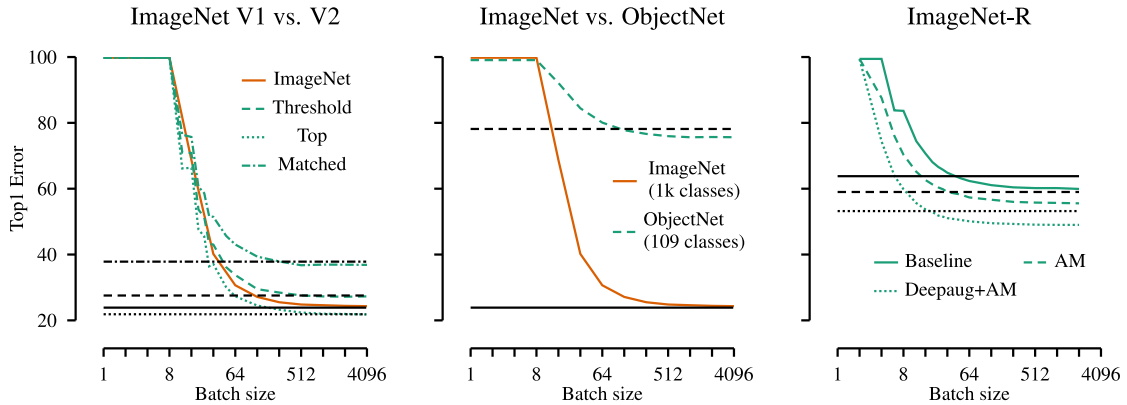 ImageNet V1 vs. V2
ImageNet vs. ObjectNet
ImageNet-R
Top1 Error
100
80
60
40
20
ImageNet
Threshold
Top
Matched
1
8
64
512
4096
Batch size
ImageNet
(1k classes)
ObjectNet
(109 classes)
1
8
64
512
4096
Batch size
Baseline
AM
Deepaug+AM
1
8
64
512
4096
Batch size